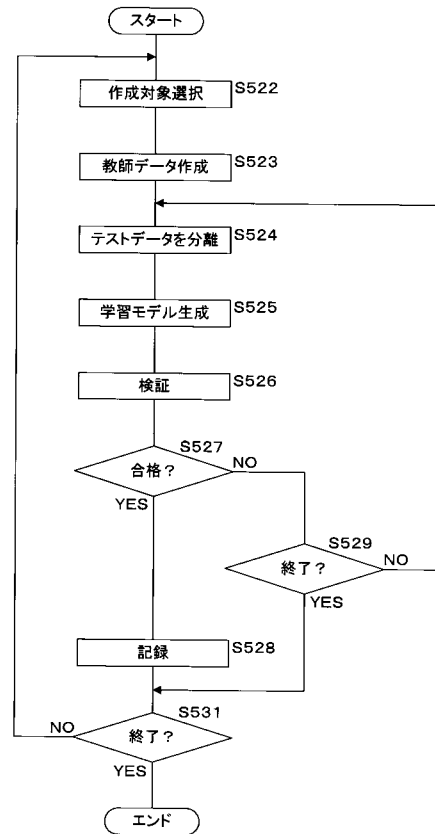 スタート
作成対象選択 S522
教師データ作成 S523
テストデータを分離 S524
学習モデル生成 S525
検証 S526
S527
合格？ NO
YES
S529
終了？ NO
YES
記録 S528
S531
NO 終了？
YES
エンド